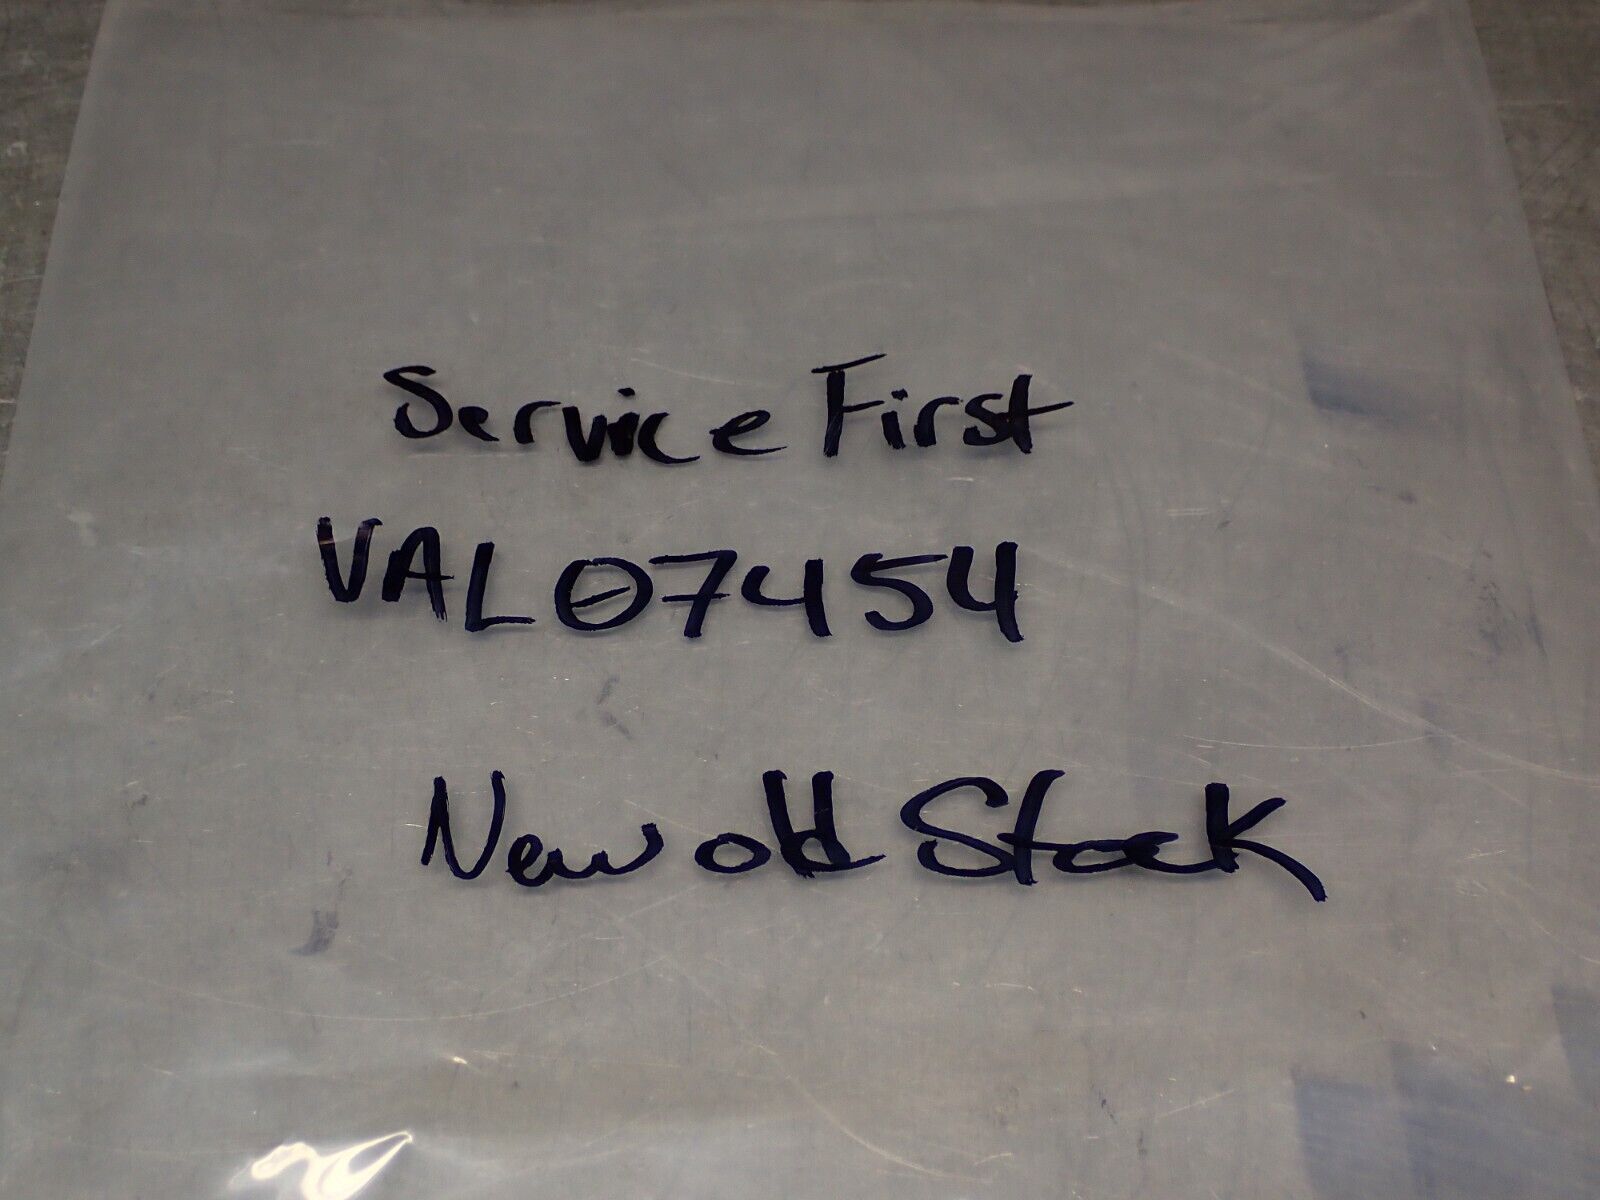 Service First
VAL07454
New old Stock